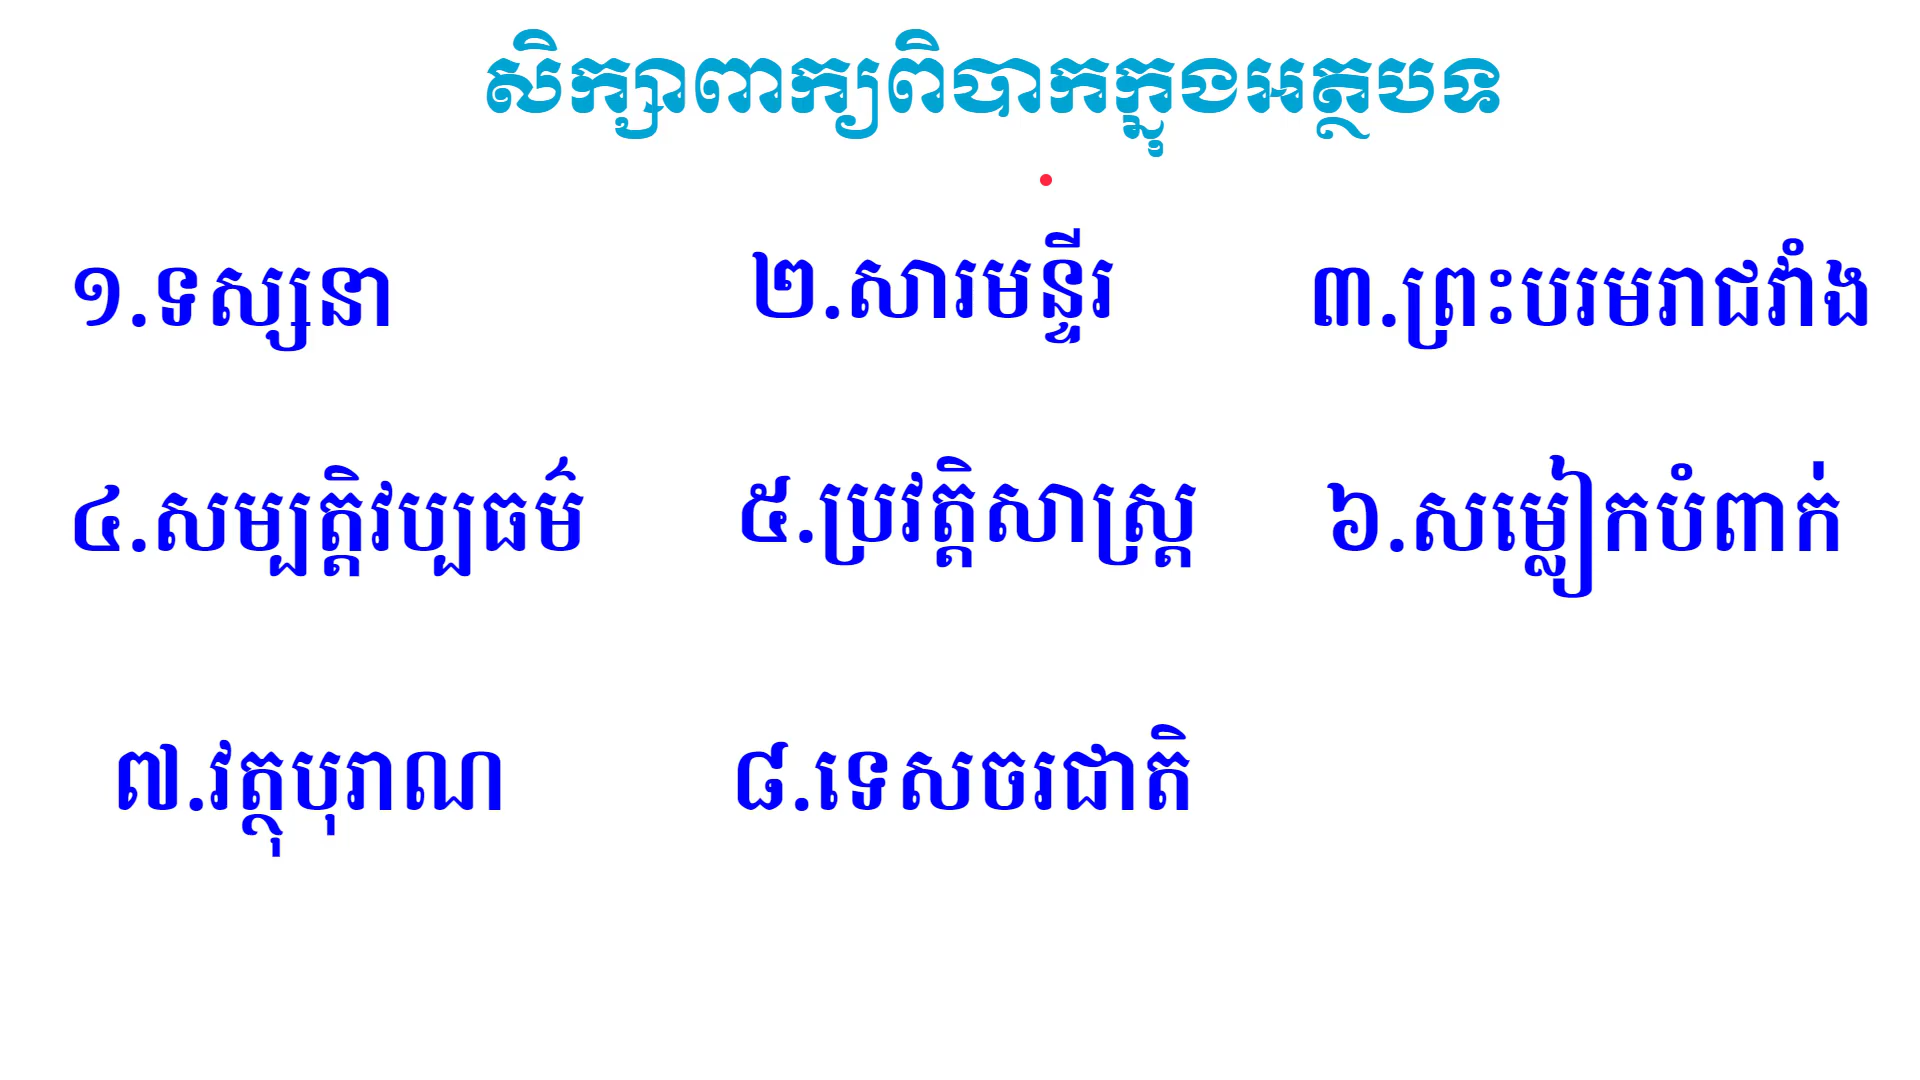 សិក្សាពាក្យពិបាកក្នុងអត្ថបទ
១.ទស្សនា ២.សារមន្ទីរ ៣.ព្រះបរមរាជវាំង
៤.សម្បត្តិវប្បធម៌ ៥.ប្រវត្តិសាស្ត្រ ៦.សម្លៀកបំពាក់
៧.វត្ថុបុរាណ ៨.ទេសចរជាតិ